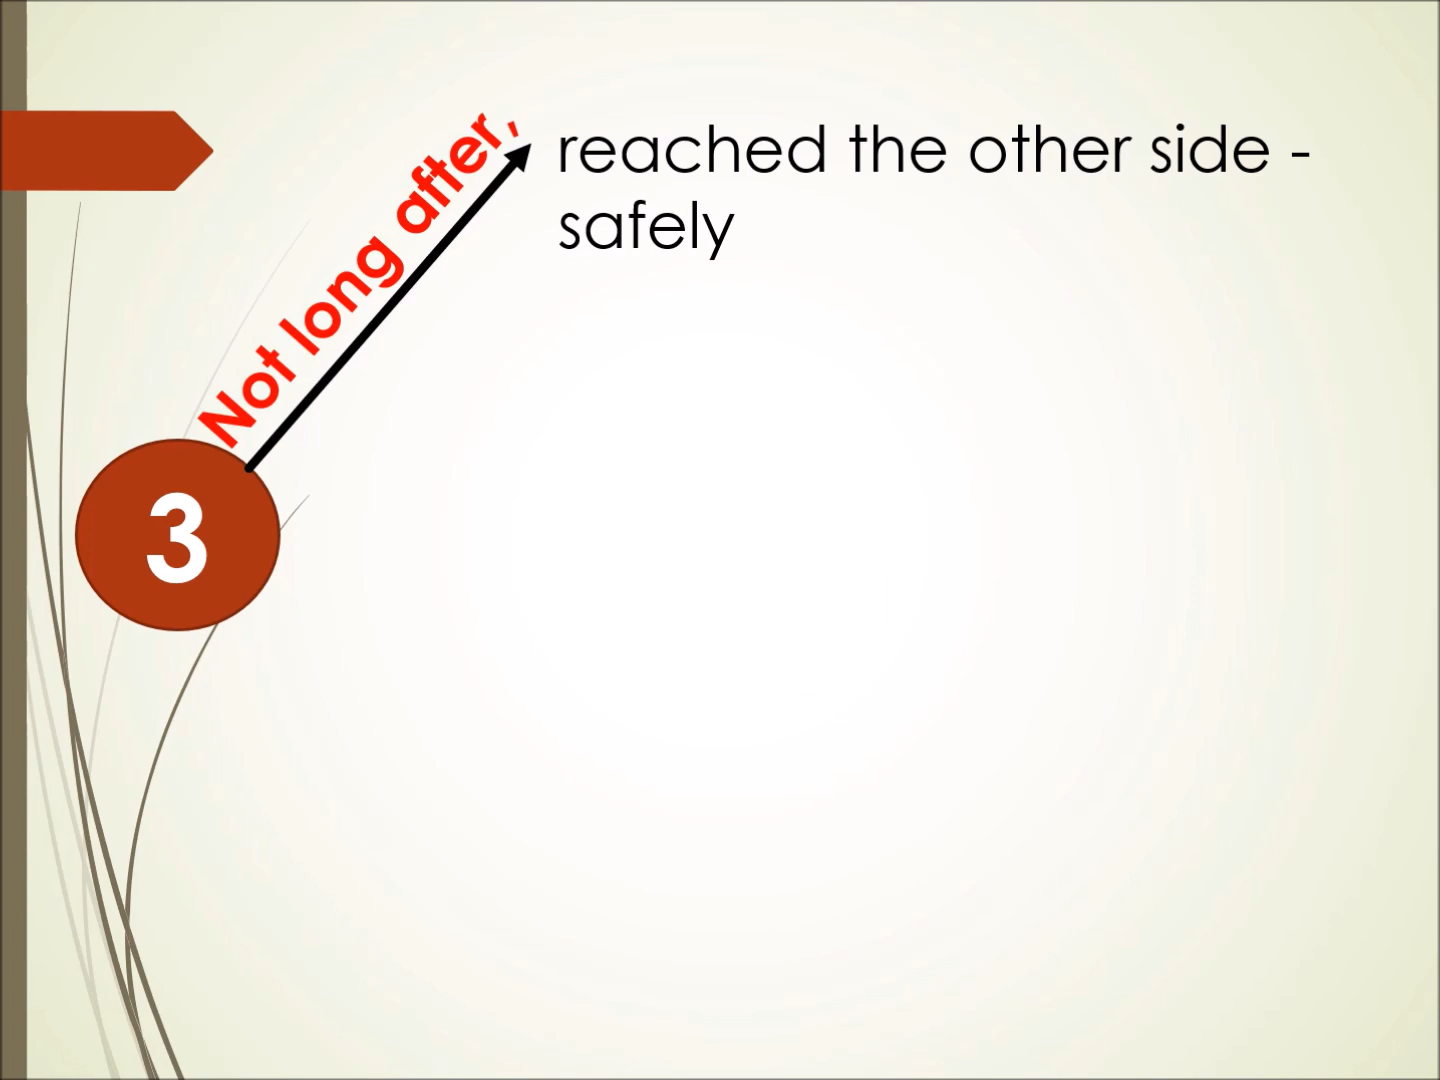 Not long after,
reached the other side -
safely
3